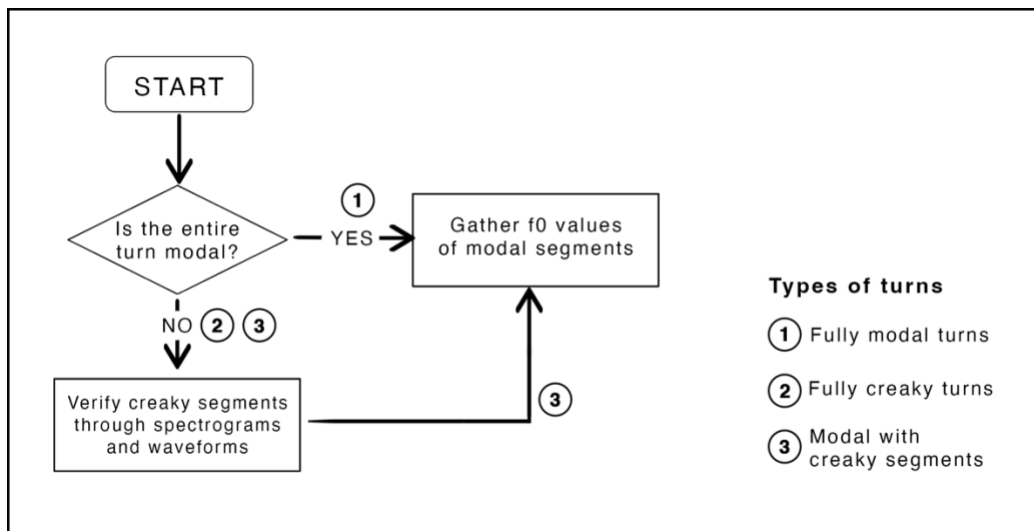 START
Is the entire
turn modal?
1
YES
Gather f0 values
of modal segments
NO 2 3
Verify creaky segments
through spectrograms
and waveforms
3
Types of turns
1 Fully modal turns
2 Fully creaky turns
3 Modal with
creaky segments